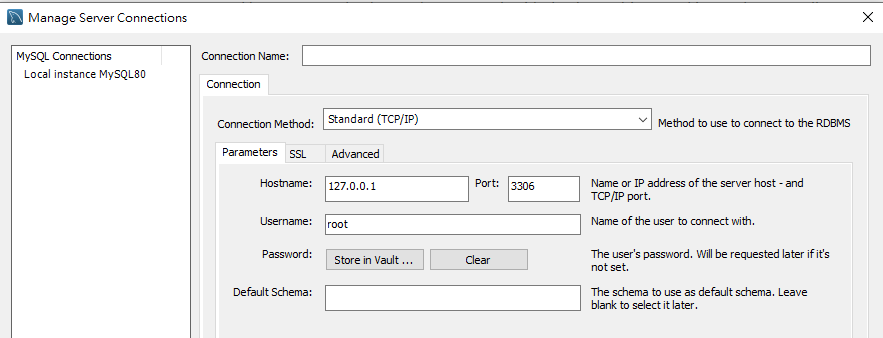 Manage Server Connections
MySQL Connections
Local instance MySQL80
Connection Name:
Connection
Connection Method: Standard (TCP/IP) Method to use to connect to the RDBMS
Parameters SSL Advanced
Hostname: 127.0.0.1 Port: 3306 Name or IP address of the server host - and
TCP/IP port.
Username: root Name of the user to connect with.
Password: Store in Vault ... Clear The user's password. Will be requested later if it's
not set.
Default Schema: The schema to use as default schema. Leave
blank to select it later.